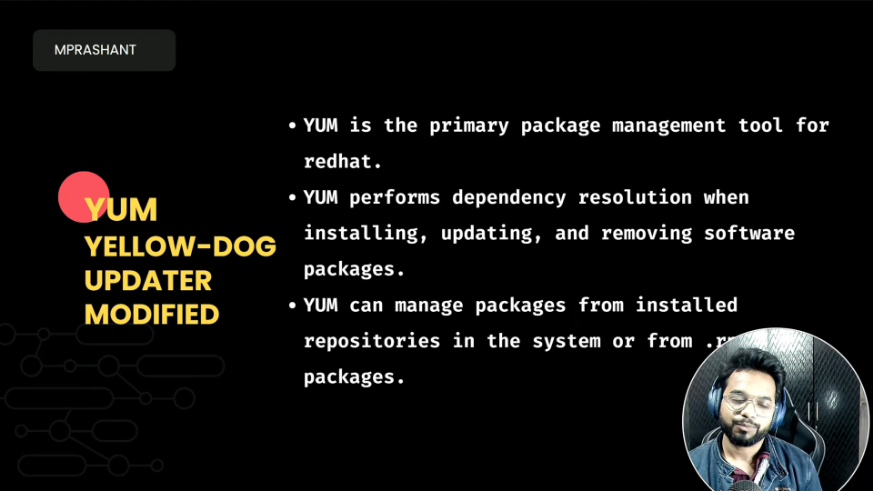 MPRASHANT
YUM
YELLOW-DOG
UPDATER
MODIFIED
• YUM is the primary package management tool for
redhat.
• YUM performs dependency resolution when
installing, updating, and removing software
packages.
• YUM can manage packages from installed
repositories in the system or from
packages.